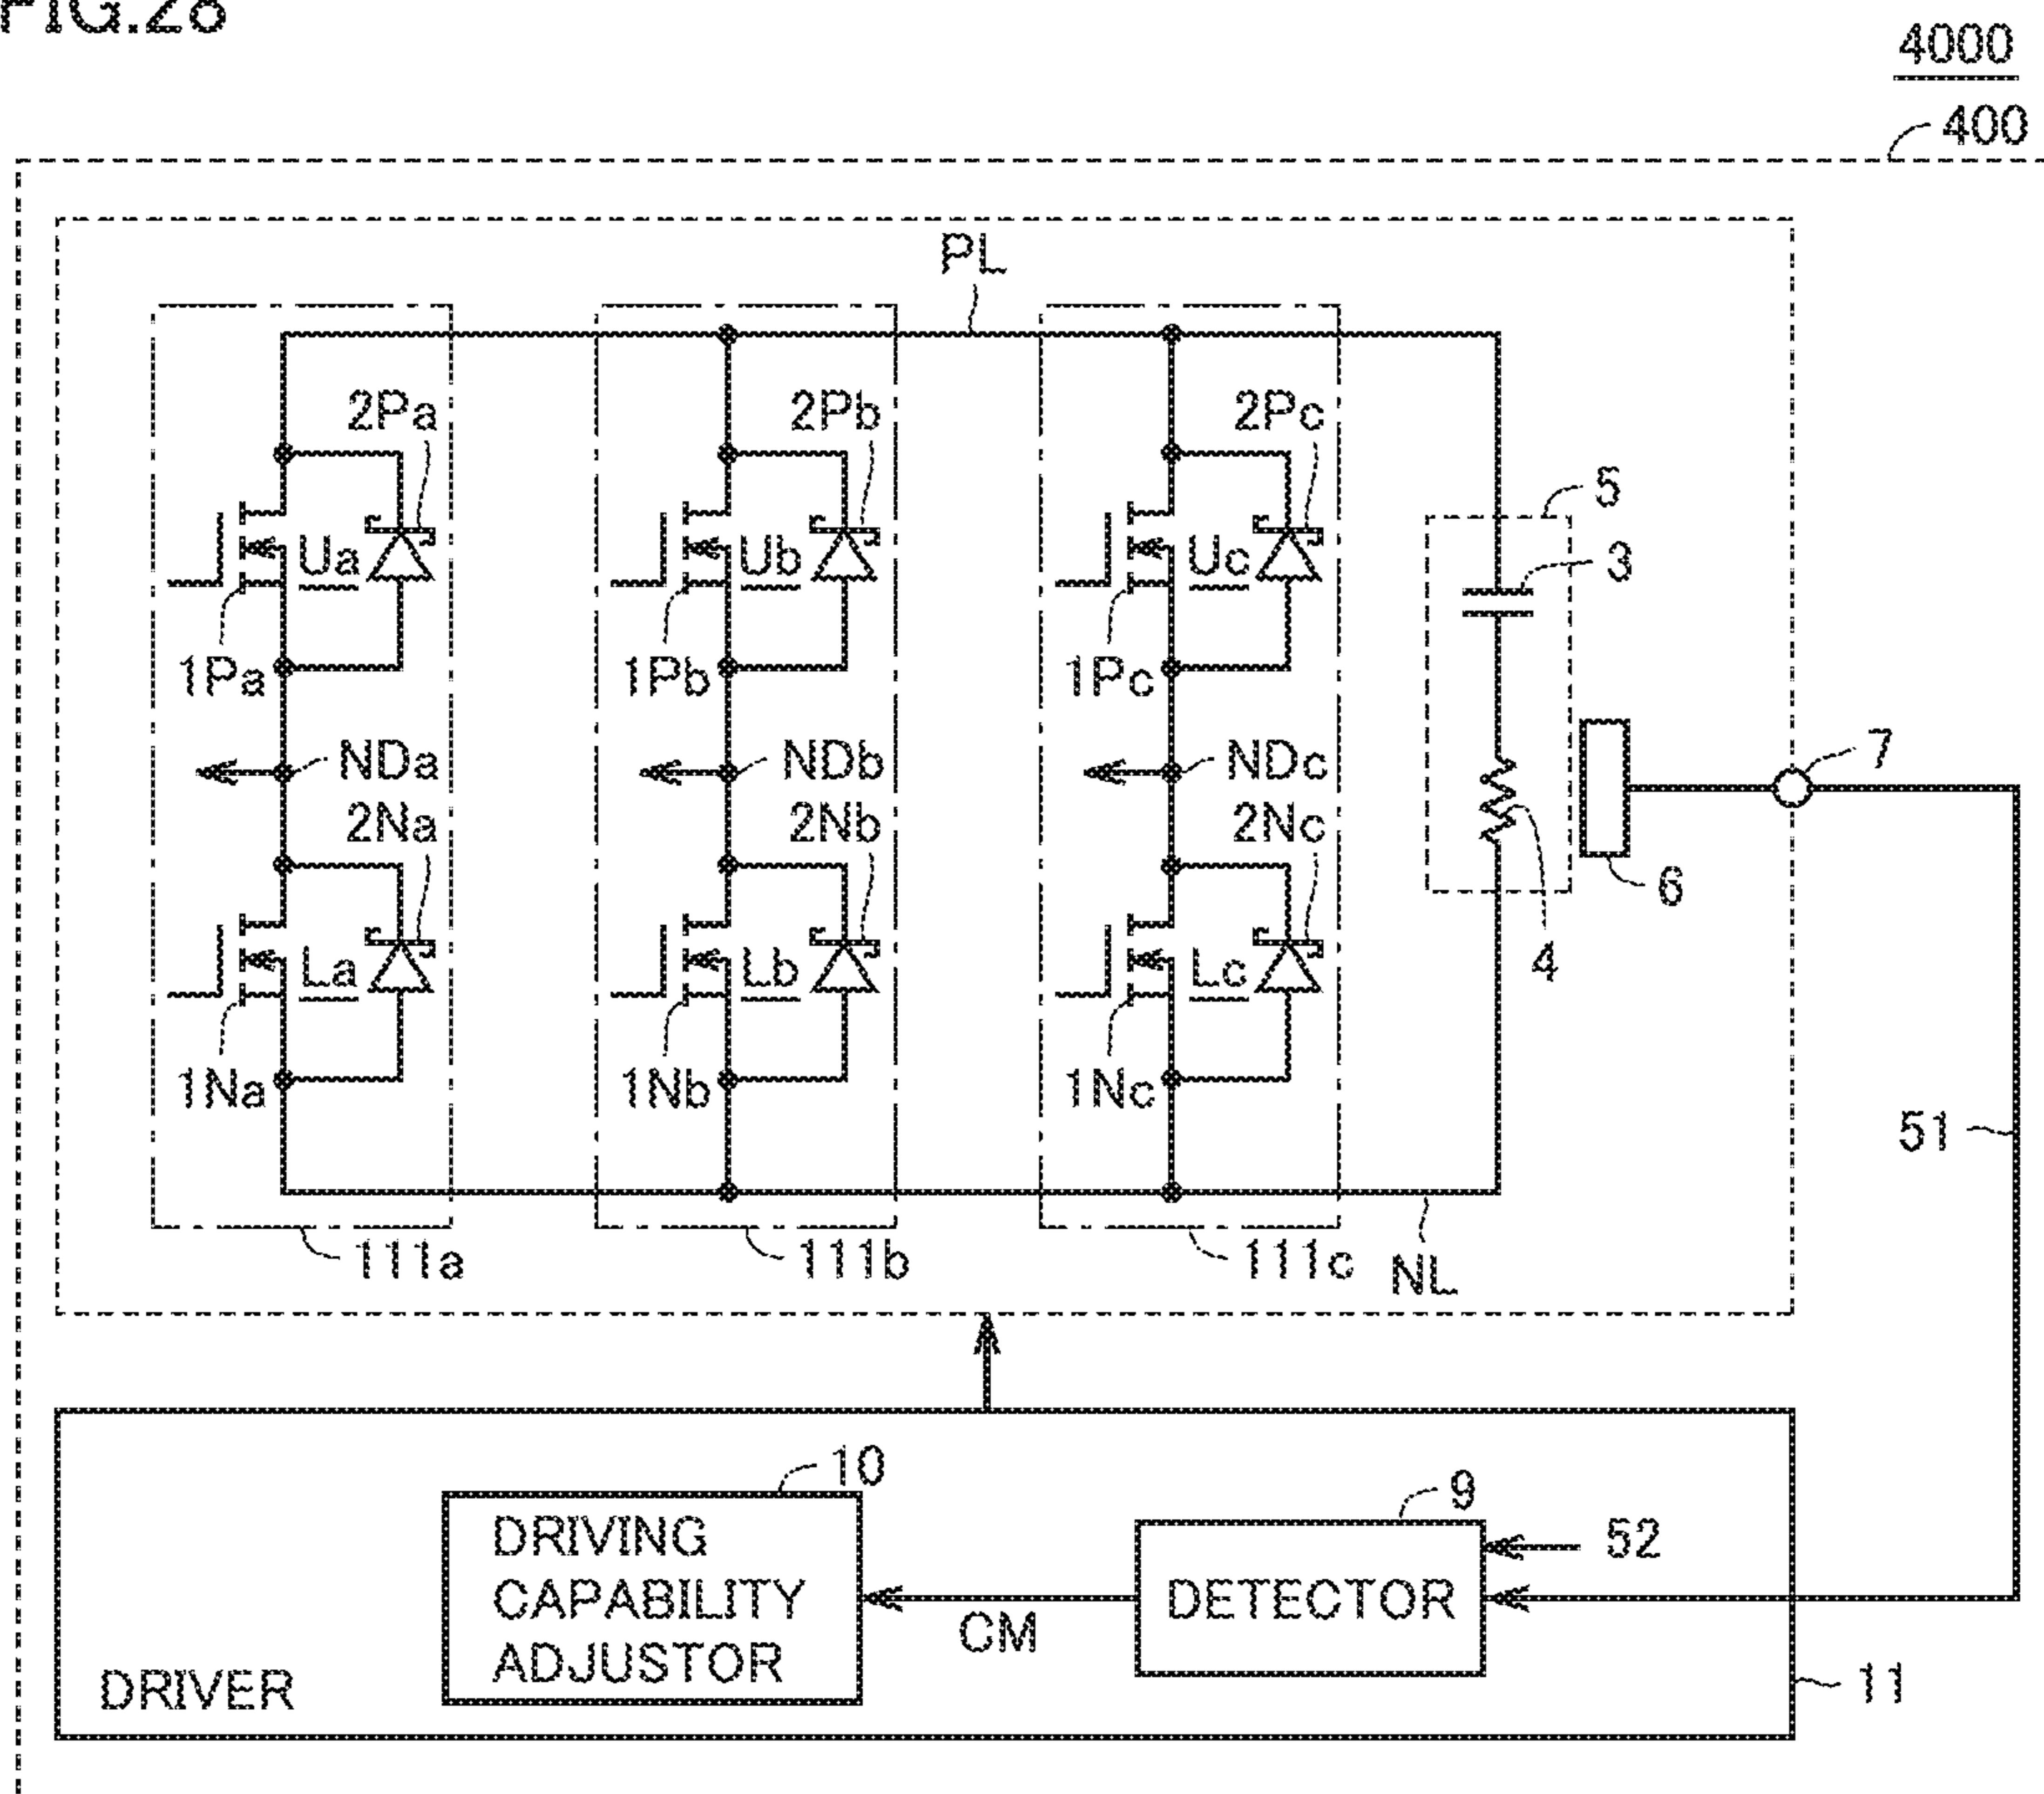 FIG.28
4000
400
PL
2Pa
2Pb
2Pc
5
3
Ua
Ub
Uc
1Pa
1Pb
1Pc
NDa
NDb
NDc
7
2Na
2Nb
2Nc
6
La
Lb
Lc
4
1Na
1Nb
1Nc
51
111a
111b
111c
NL
10
9
DRIVING
CAPABILITY
ADJUSTOR
52
DETECTOR
CM
DRIVER
11